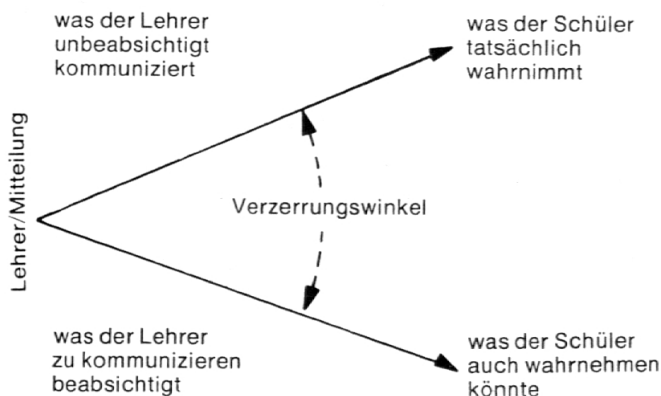 was der Lehrer
unbeabsichtigt
kommuniziert
was der Schüler
tatsächlich
wahrnimmt
Lehrer/Mitteilung
Verzerrungswinkel
was der Lehrer
zu kommunizieren
beabsichtigt
was der Schüler
auch wahrnehmen
könnte